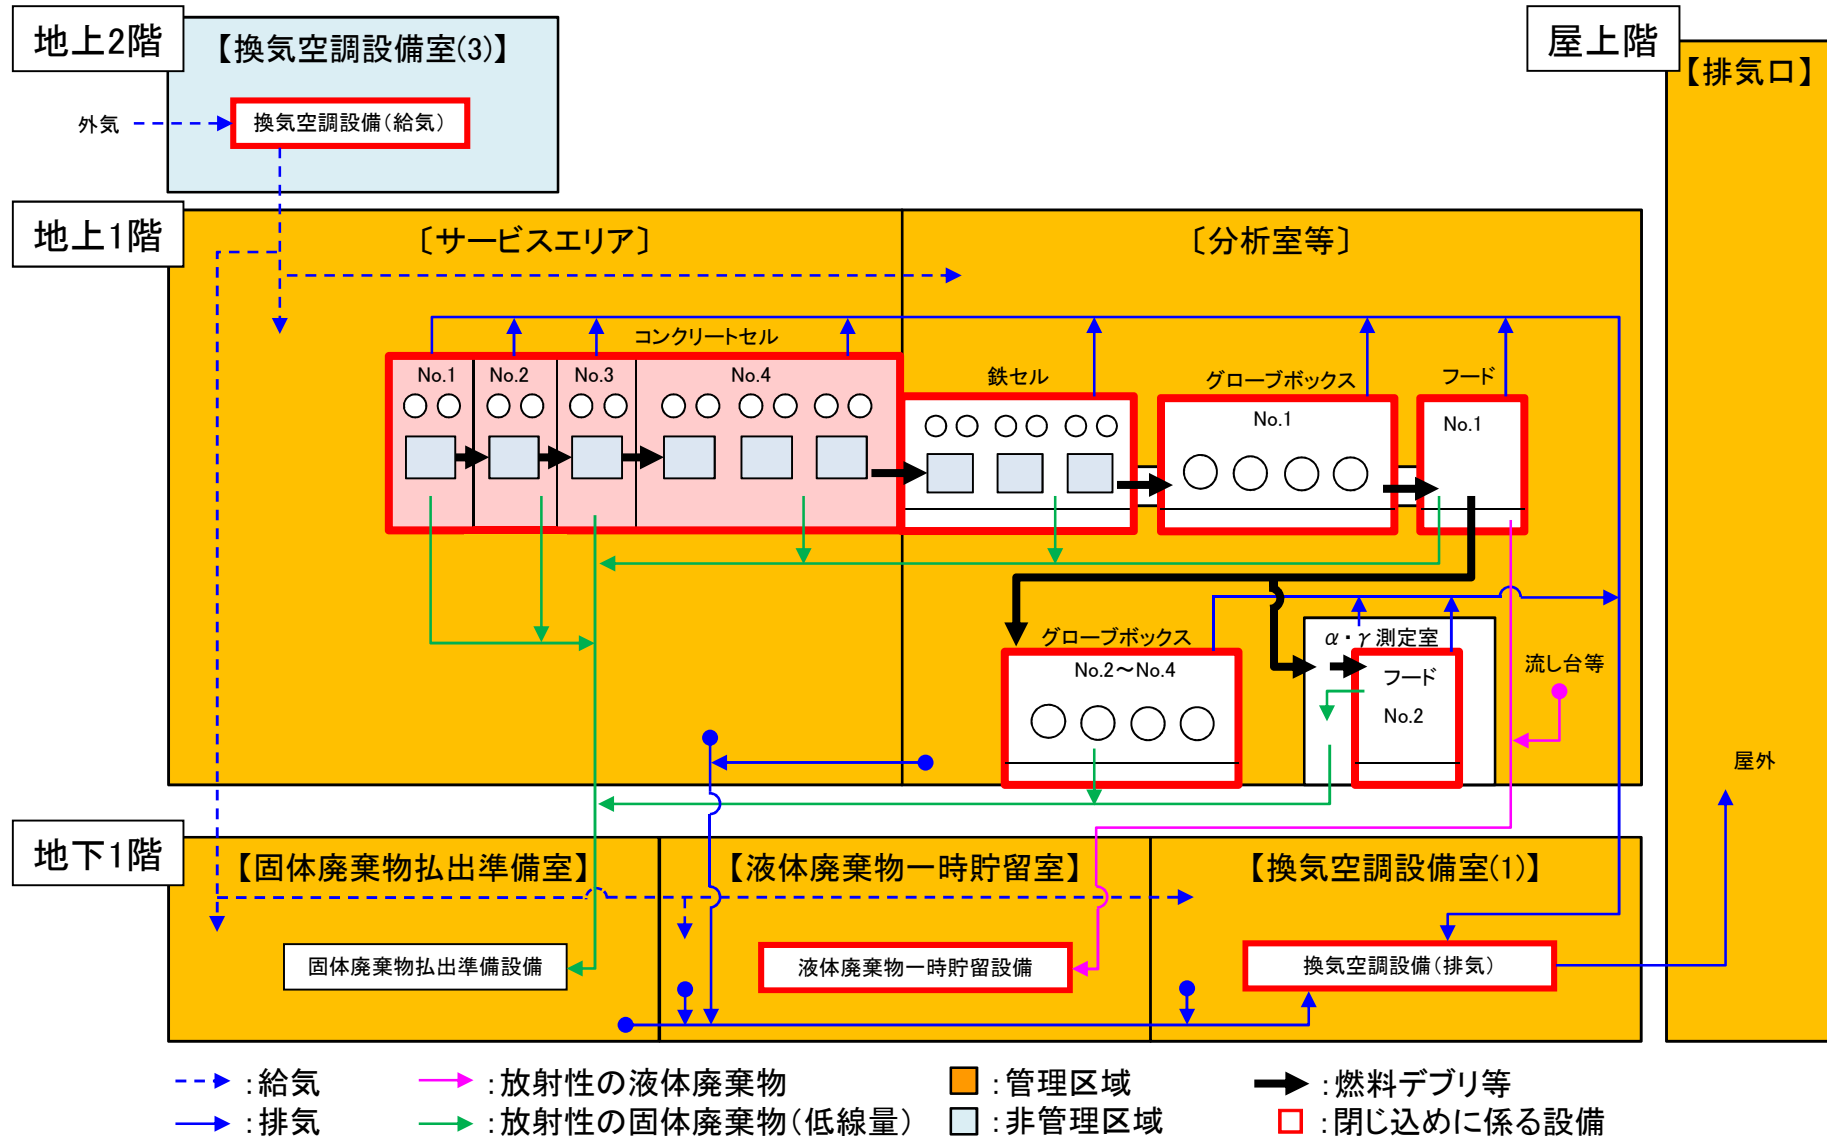 地上2階
【換気空調設備室(3)】
外気
換気空調設備(給気)
屋上階
【排気口】
地上1階
〔サービスエリア〕
〔分析室等〕
コンクリートセル
No.1
No.2
No.3
No.4
鉄セル
グローブボックス
No.1
フード
No.1
グローブボックス
No.2～No.4
α・γ測定室
フード
No.2
流し台等
屋外
地下1階
【固体廃棄物払出準備室】
【液体廃棄物一時貯留室】
【換気空調設備室(1)】
固体廃棄物払出準備設備
液体廃棄物一時貯留設備
換気空調設備(排気)
:給気
:放射性の液体廃棄物
:管理区域
:燃料デブリ等
:排気
:放射性の固体廃棄物(低線量)
:非管理区域
:閉じ込めに係る設備